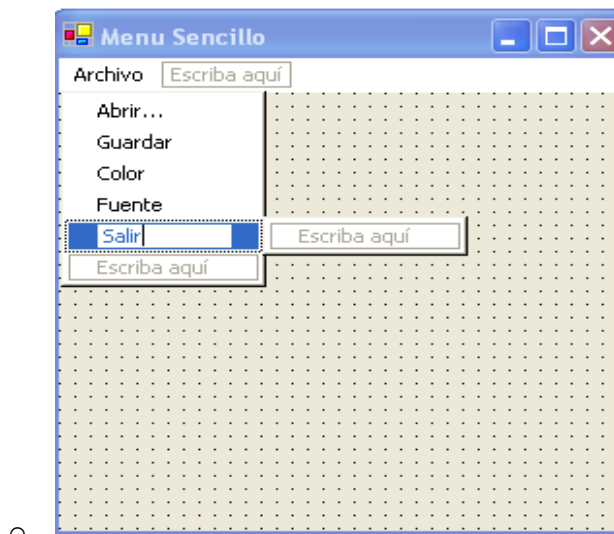 Menu Sencillo
Archivo Escriba aquí
Abrir...
Guardar
Color
Fuente
Salir Escriba aquí
Escriba aquí